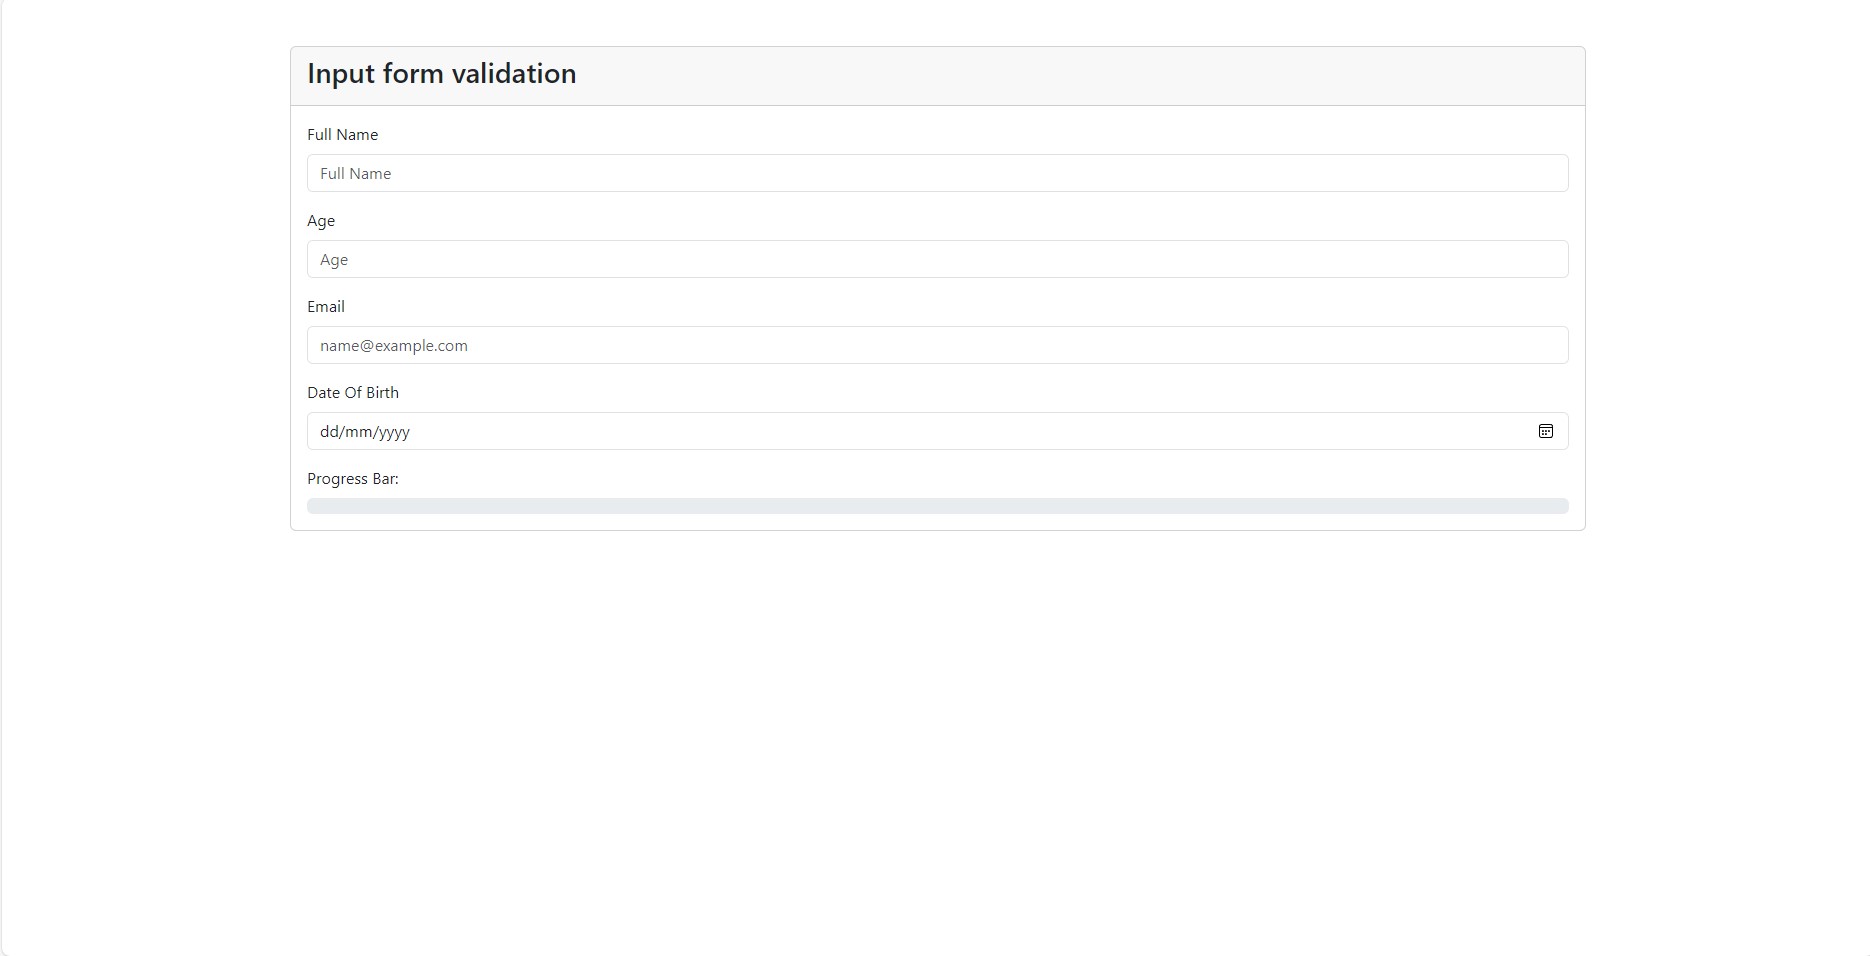 Input form validation
Full Name
Full Name
Age
Age
Email
name@example.com
Date Of Birth
dd/mm/yyyy
Progress Bar: